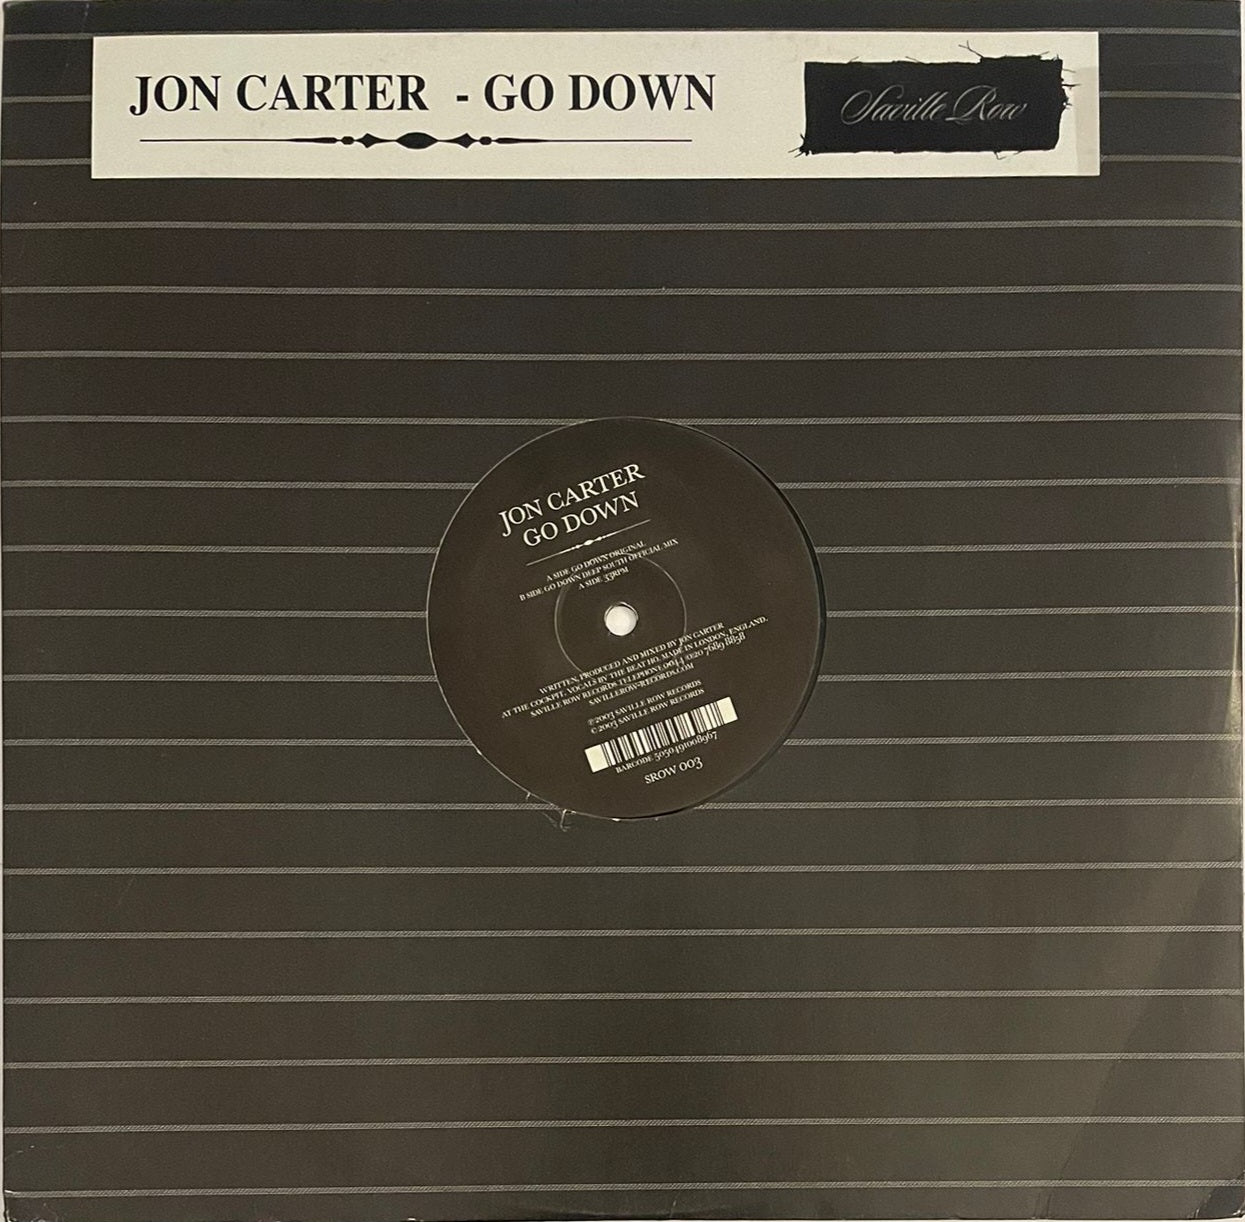 JON CARTER - GO DOWN
Saville Row
JON CARTER
GO DOWN
A SIDE GO DOWN ORIGINAL
B SIDE GO DOWN DEEP SOUTH OFFICIAL MIX
A SIDE 33RPM
WRITTEN, PRODUCED AND MIXED BY JON CARTER
AT THE COCKPIT. VOCALS BY THE BEAT HO. MADE IN LONDON, ENGLAND.
SAVILLE ROW RECORDS TELEPHONE 0044 (0)20 7689 8858
SAVILLEROW-RECORDS.COM
℗2003 SAVILLE ROW RECORDS
©2003 SAVILLE ROW RECORDS
BARCODE 5050491008967
SROW 003